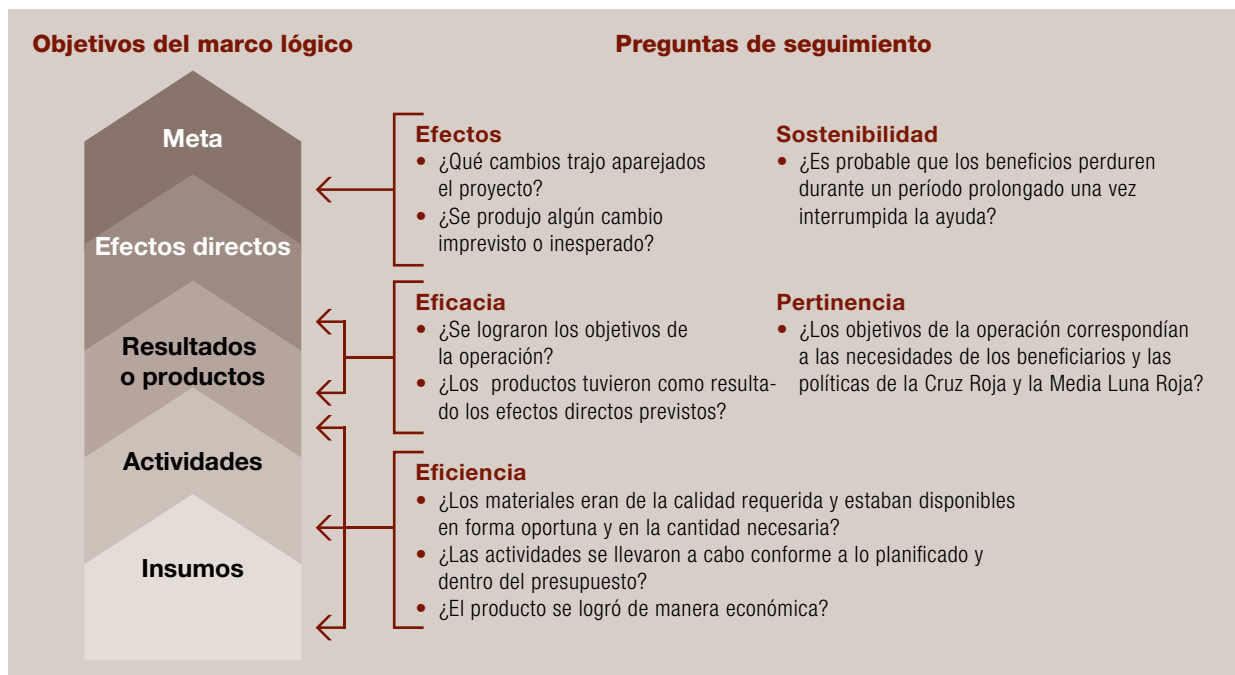 Objetivos del marco lógico
Preguntas de seguimiento
Meta
Efectos directos
Resultados
o productos
Actividades
Insumos
Efectos
• ¿Qué cambios trajo aparejados
el proyecto?
• ¿Se produjo algún cambio
imprevisto o inesperado?
Sostenibilidad
• ¿Es probable que los beneficios perduren
durante un período prolongado una vez
interrumpida la ayuda?
Eficacia
• ¿Se lograron los objetivos de
la operación?
• ¿Los productos tuvieron como resulta-
do los efectos directos previstos?
Pertinencia
• ¿Los objetivos de la operación correspondían
a las necesidades de los beneficiarios y las
políticas de la Cruz Roja y la Media Luna Roja?
Eficiencia
• ¿Los materiales eran de la calidad requerida y estaban disponibles
en forma oportuna y en la cantidad necesaria?
• ¿Las actividades se llevaron a cabo conforme a lo planificado y
dentro del presupuesto?
• ¿El producto se logró de manera económica?